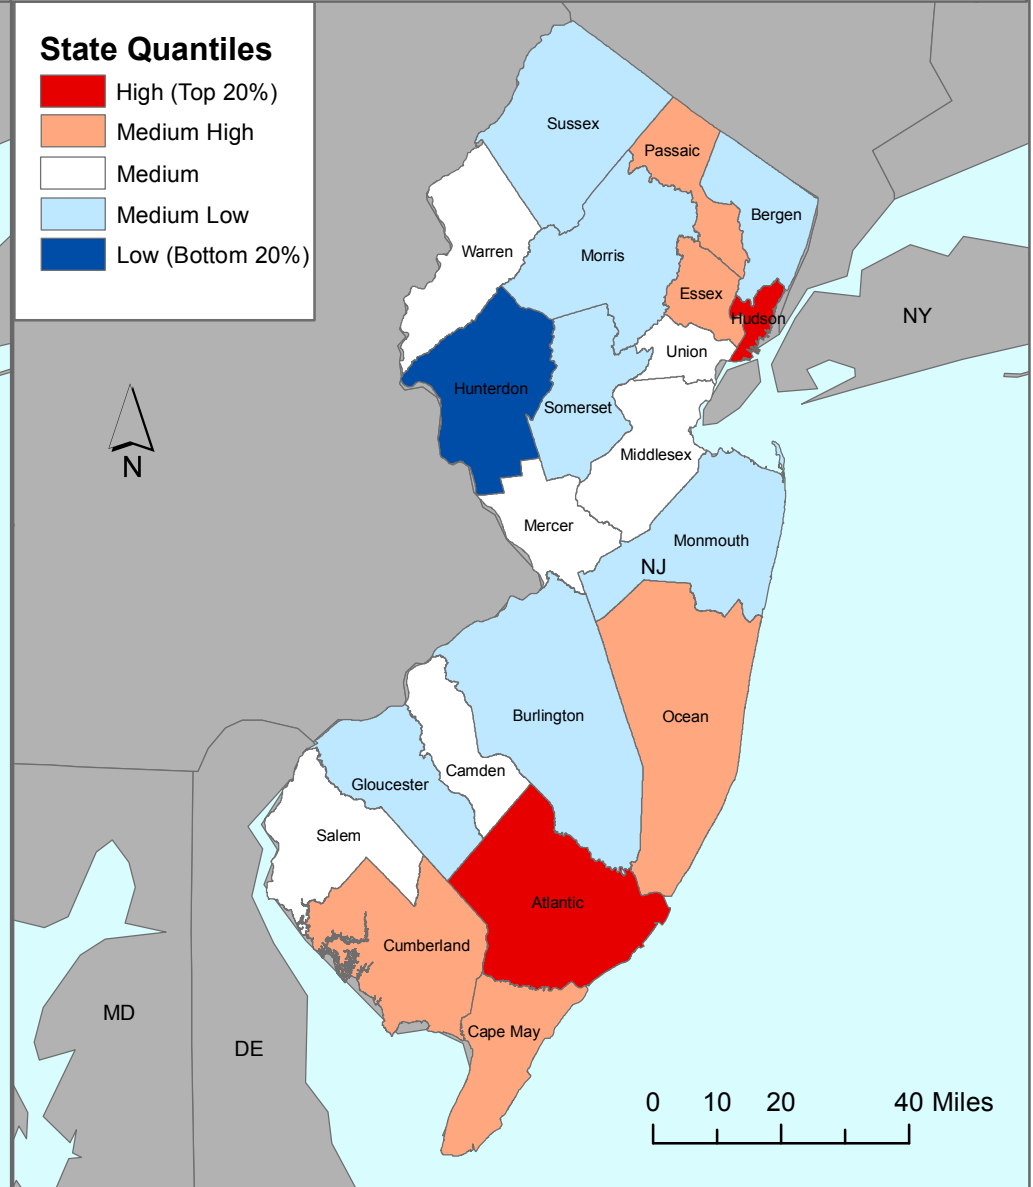 State Quantiles
High (Top 20%)
Medium High
Medium
Medium Low
Low (Bottom 20%)
Sussex
Passaic
Bergen
Warren
Morris
Essex
Hudson
NY
Union
Hunterdon
Somerset
Middlesex
N
Mercer
Monmouth
NJ
Burlington
Ocean
Camden
Gloucester
Salem
Atlantic
Cumberland
MD
Cape May
DE
0 10 20 40 Miles